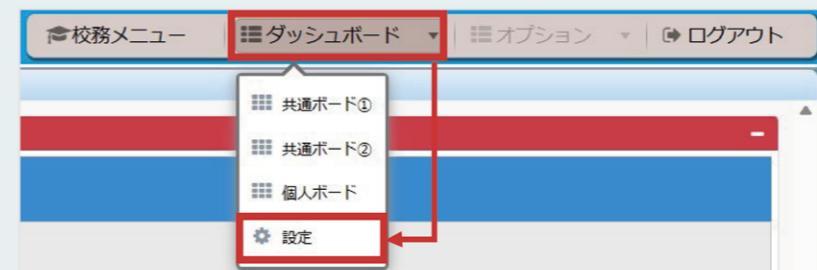 校務メニュー ダッシュボード オプション ログアウト
共通ボード①
共通ボード②
個人ボード
設定